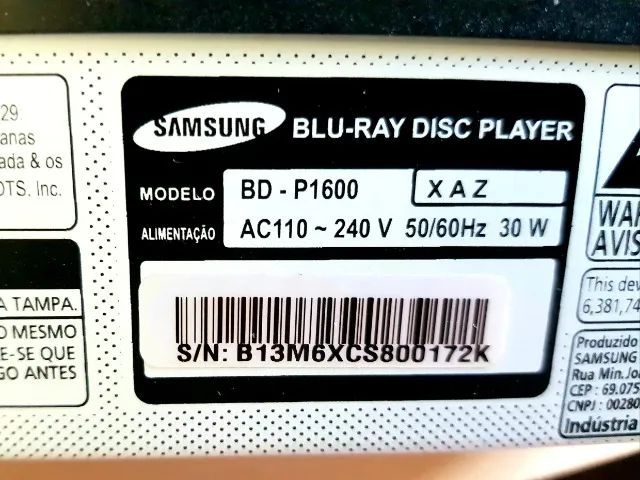 29
anas
ada & os
DTS, Inc.
A TAMPA.
O MESMO
E-SE QUE
GO ANTES
SAMSUNG BLU-RAY DISC PLAYER
MODELO BD - P1600 XAZ
ALIMENTAÇÃO AC110 ~ 240 V 50/60Hz 30 W
S/N: B13M6XCS800172K
WAR
AVIS
This dev
6,381,74
Produzido
SAMSUNG
Rua Min.Joã
CEP : 69.075
CNPJ : 00280
Indústria